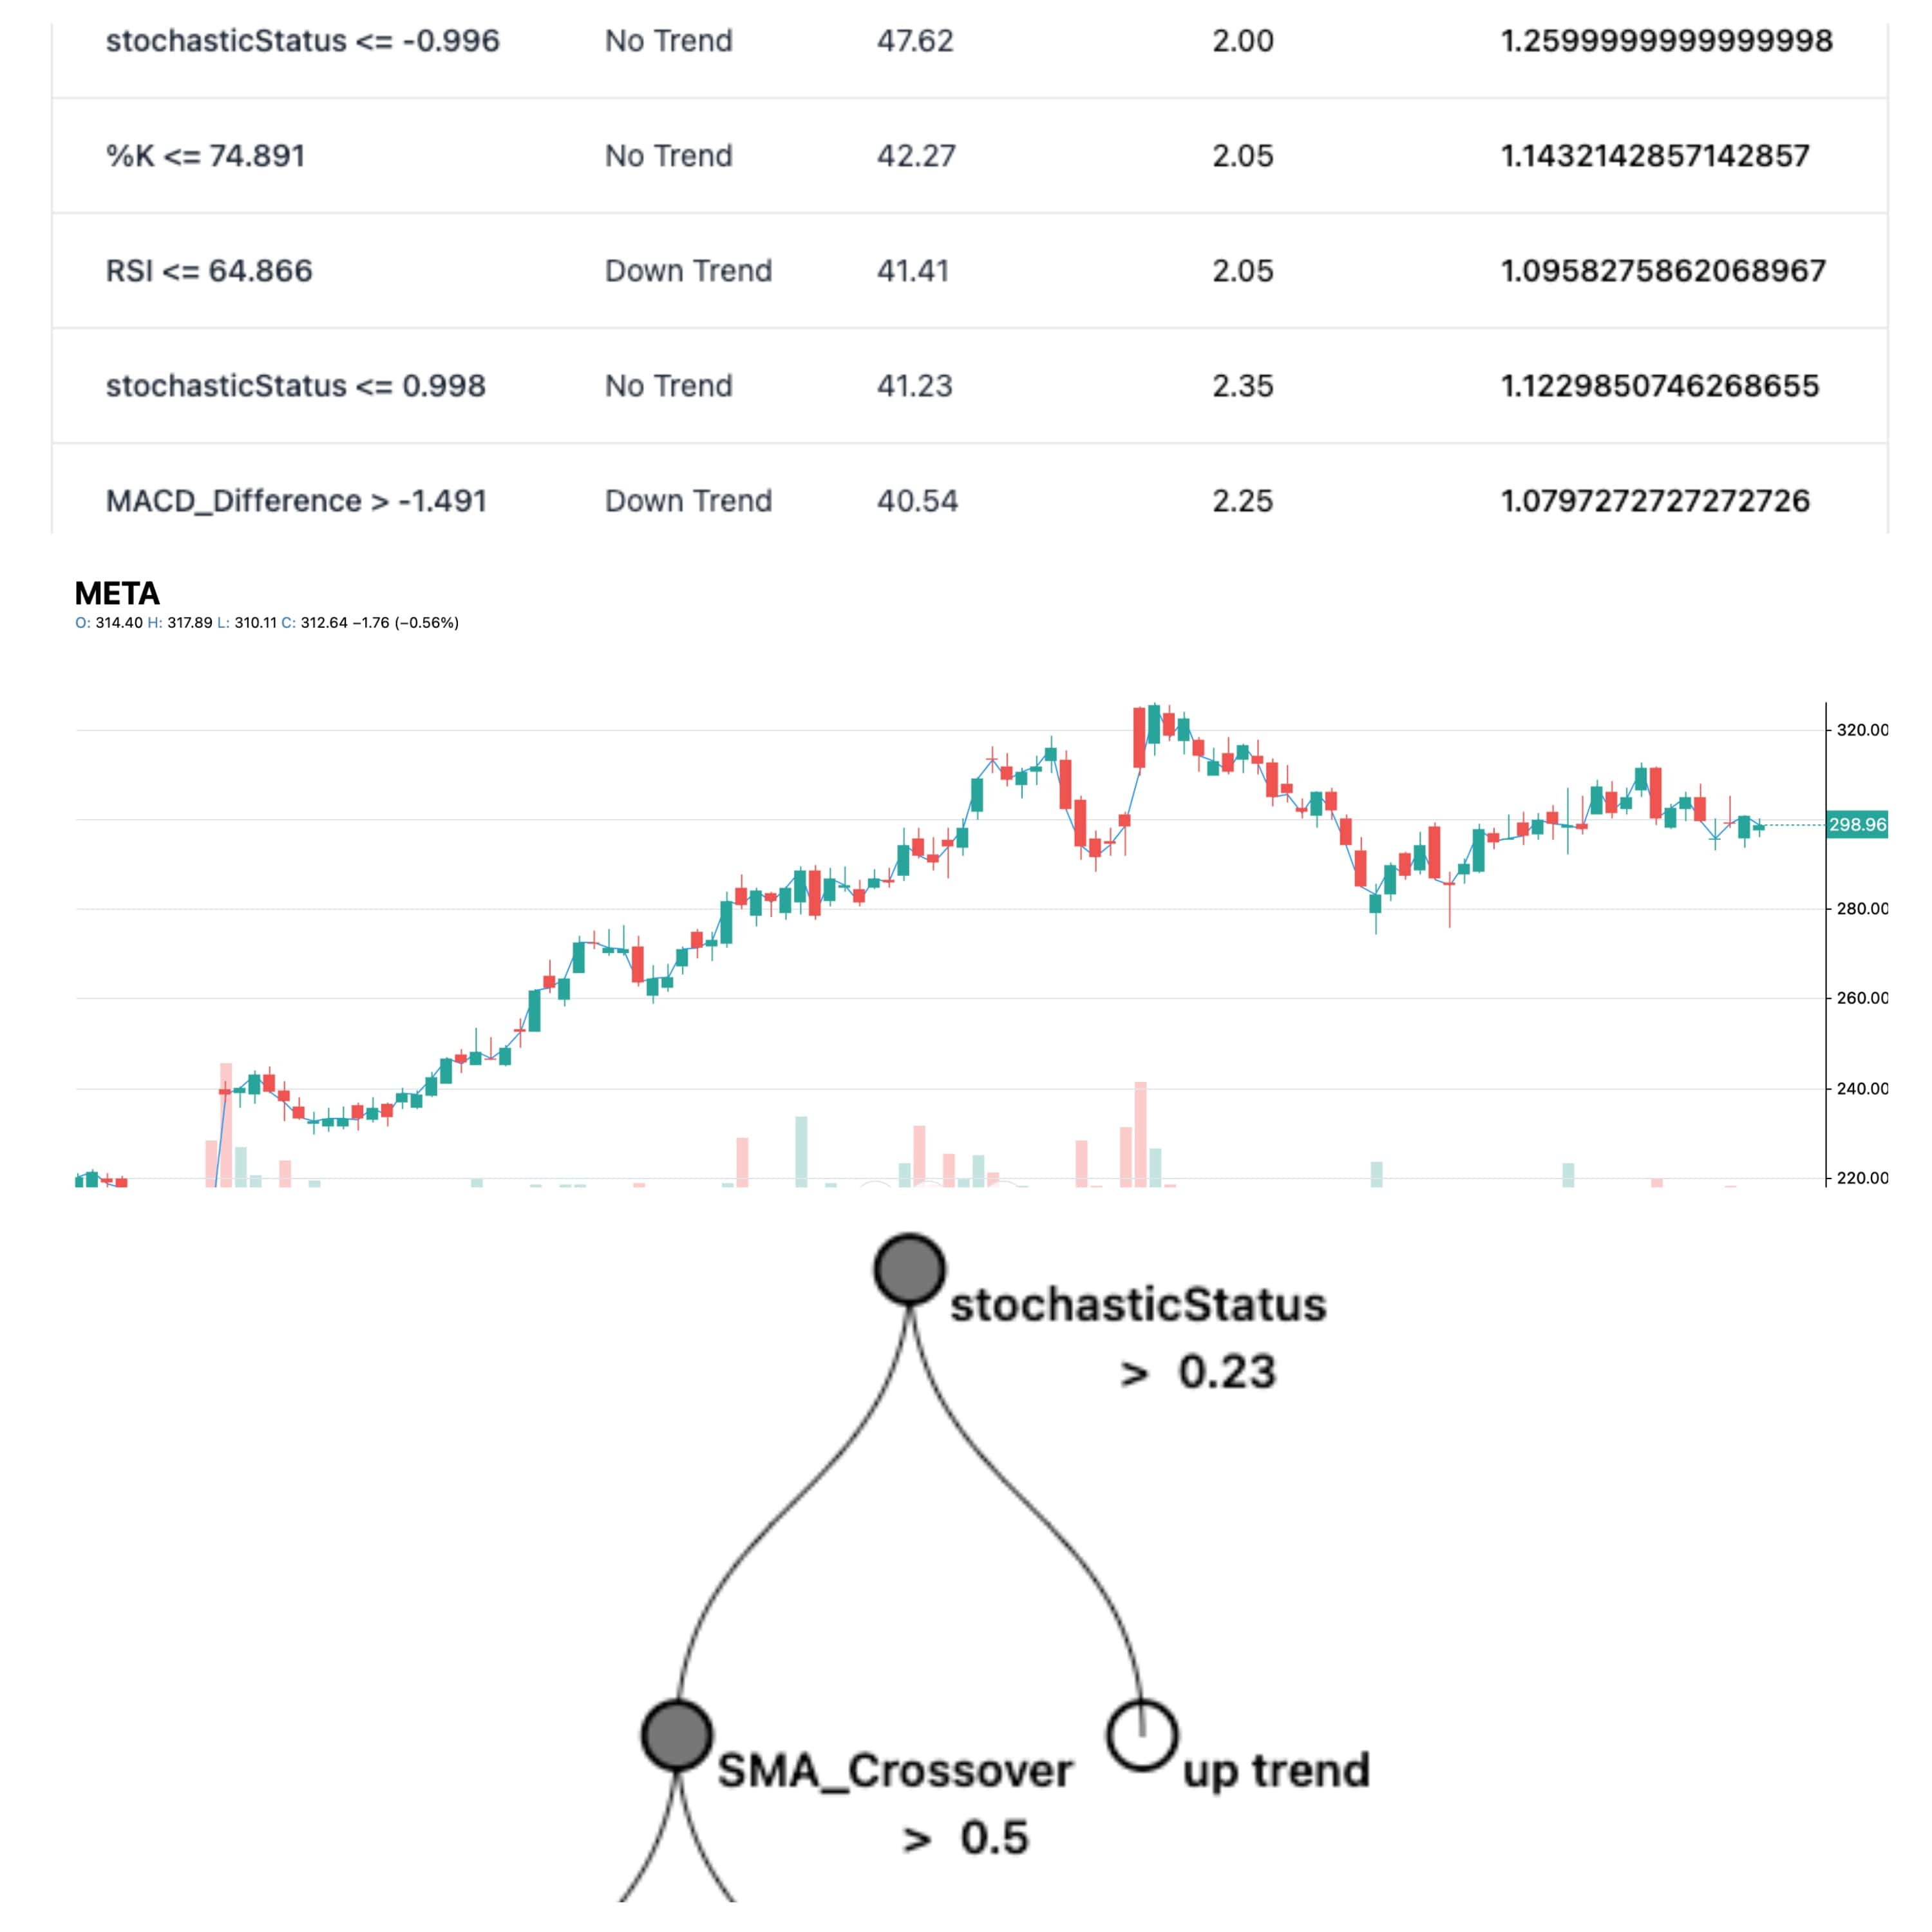 stochasticStatus <= -0.996 No Trend 47.62 2.00 1.2599999999999998
%K <= 74.891 No Trend 42.27 2.05 1.1432142857142857
RSI <= 64.866 Down Trend 41.41 2.05 1.0958275862068967
stochasticStatus <= 0.998 No Trend 41.23 2.35 1.1229850746268655
MACD_Difference > -1.491 Down Trend 40.54 2.25 1.0797272727272726
META
O: 314.40 H: 317.89 L: 310.11 C: 312.64 −1.76 (−0.56%)
320.00
298.96
280.00
260.00
240.00
220.00
stochasticStatus
> 0.23
SMA_Crossover
> 0.5
up trend